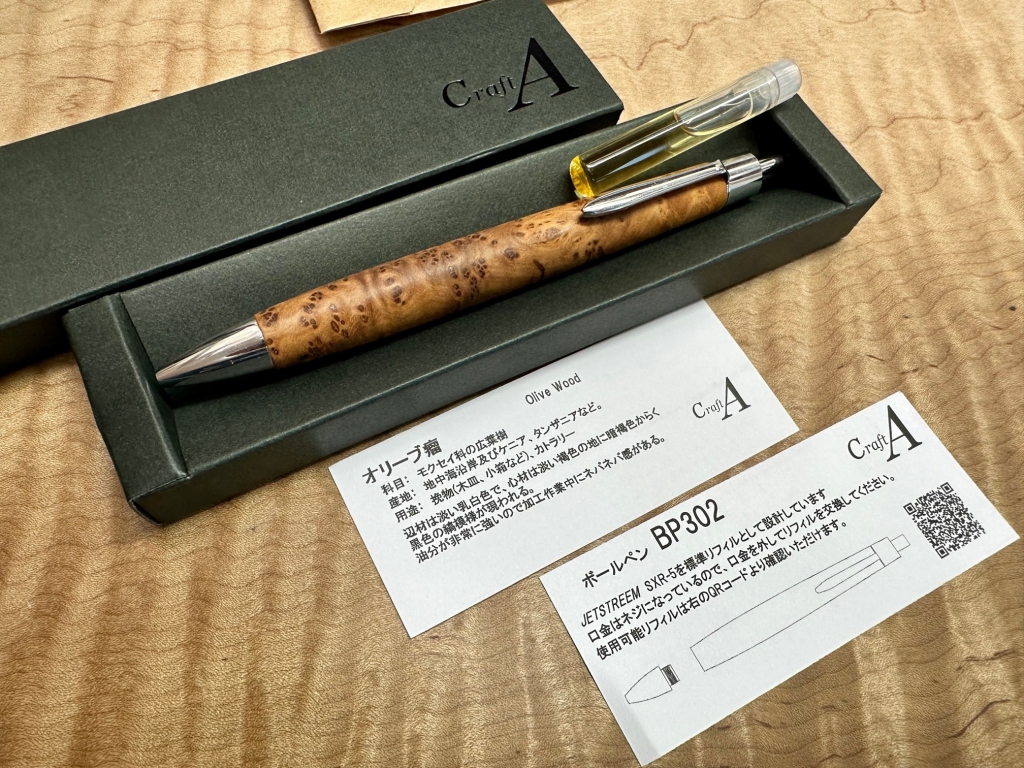 Craft A
Olive Wood
オリーブ瘤
科目: モクセイ科の広葉樹
産地: 地中海沿岸及びケニア、タンザニアなど。
用途: 挽物(木皿、小箱など)、カトラリー
辺材は淡い乳白色で、心材は淡い褐色の地に暗褐色からく
黒色の縞模様が現われる。
油分が非常に強いので加工作業中にネバネバ感がある。
Craft A
ボールペン BP302
JETSTREEM SXR-5を標準リフィルとして設計しています
口金はネジになっているので、口金を外してリフィルを交換してください。
使用可能リフィルは右のQRコードより確認いただけます。
Craft A